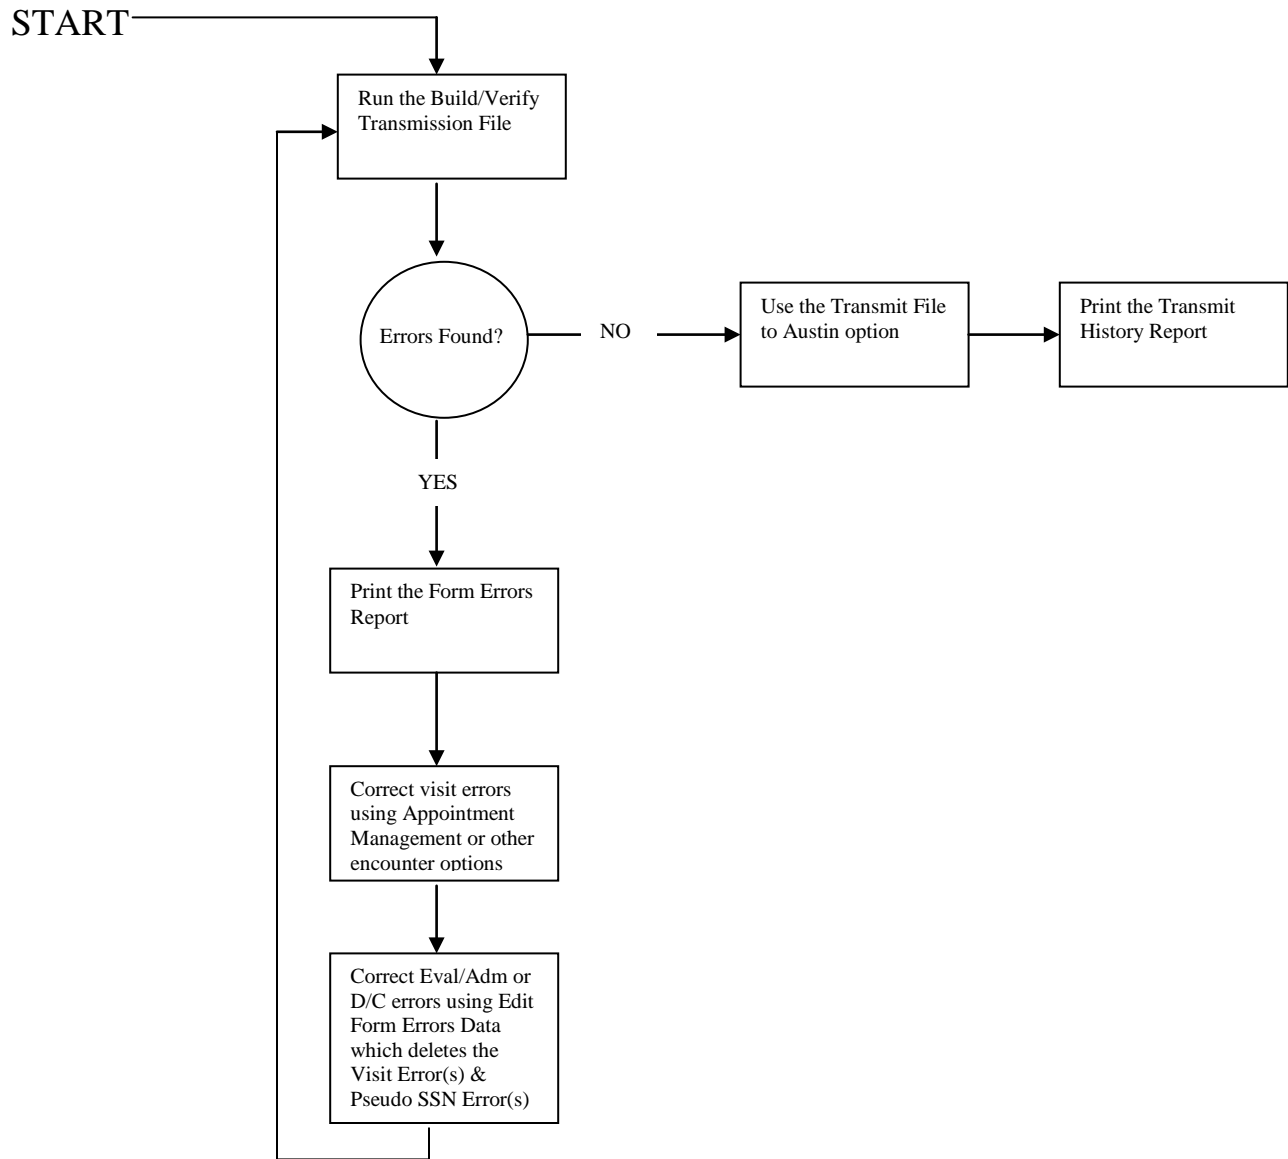 START
Run the Build/Verify
Transmission File
Errors Found?
NO
Use the Transmit File
to Austin option
Print the Transmit
History Report
YES
Print the Form Errors
Report
Correct visit errors
using Appointment
Management or other
encounter options
Correct Eval/Adm or
D/C errors using Edit
Form Errors Data
which deletes the
Visit Error(s) &
Pseudo SSN Error(s)